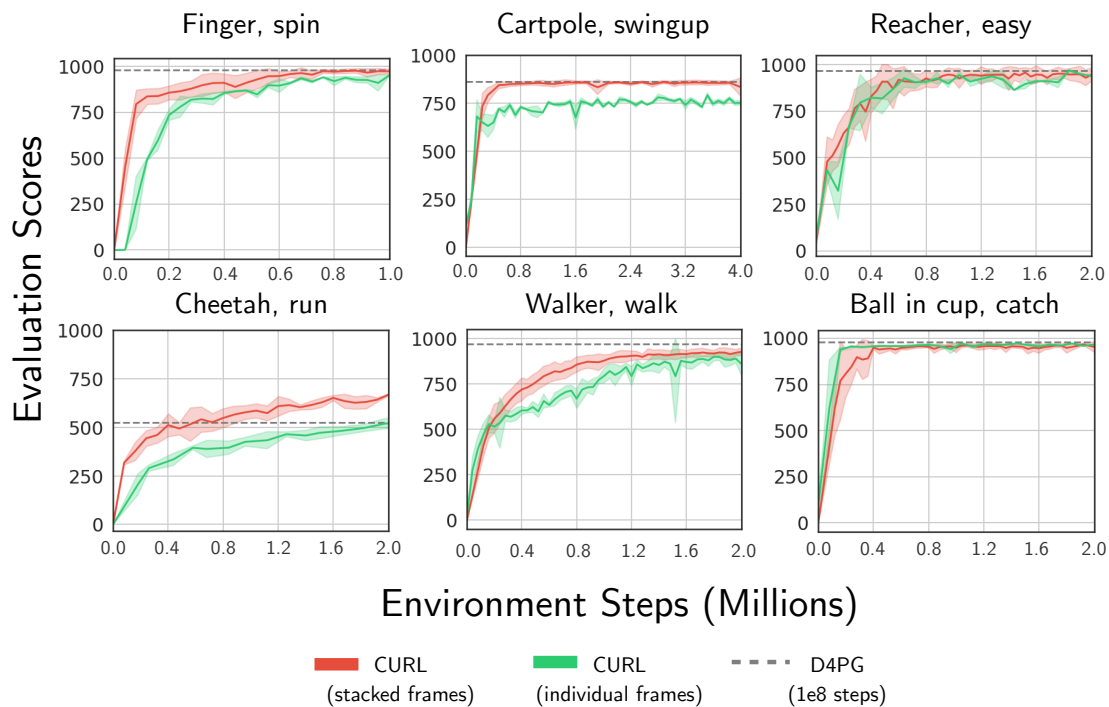 Finger, spin
Cartpole, swingup
Reacher, easy
1000
750
500
250
0
0.0 0.2 0.4 0.6 0.8 1.0
1000
750
500
250
0
0.0 0.8 1.6 2.4 3.2 4.0
1000
750
500
250
0
0.0 0.4 0.8 1.2 1.6 2.0
Evaluation Scores
Cheetah, run
Walker, walk
Ball in cup, catch
1000
750
500
250
0
0.0 0.4 0.8 1.2 1.6 2.0
1000
750
500
250
0
0.0 0.4 0.8 1.2 1.6 2.0
1000
750
500
250
0
0.0 0.4 0.8 1.2 1.6 2.0
Environment Steps (Millions)
CURL
(stacked frames)
CURL
(individual frames)
D4PG
(1e8 steps)